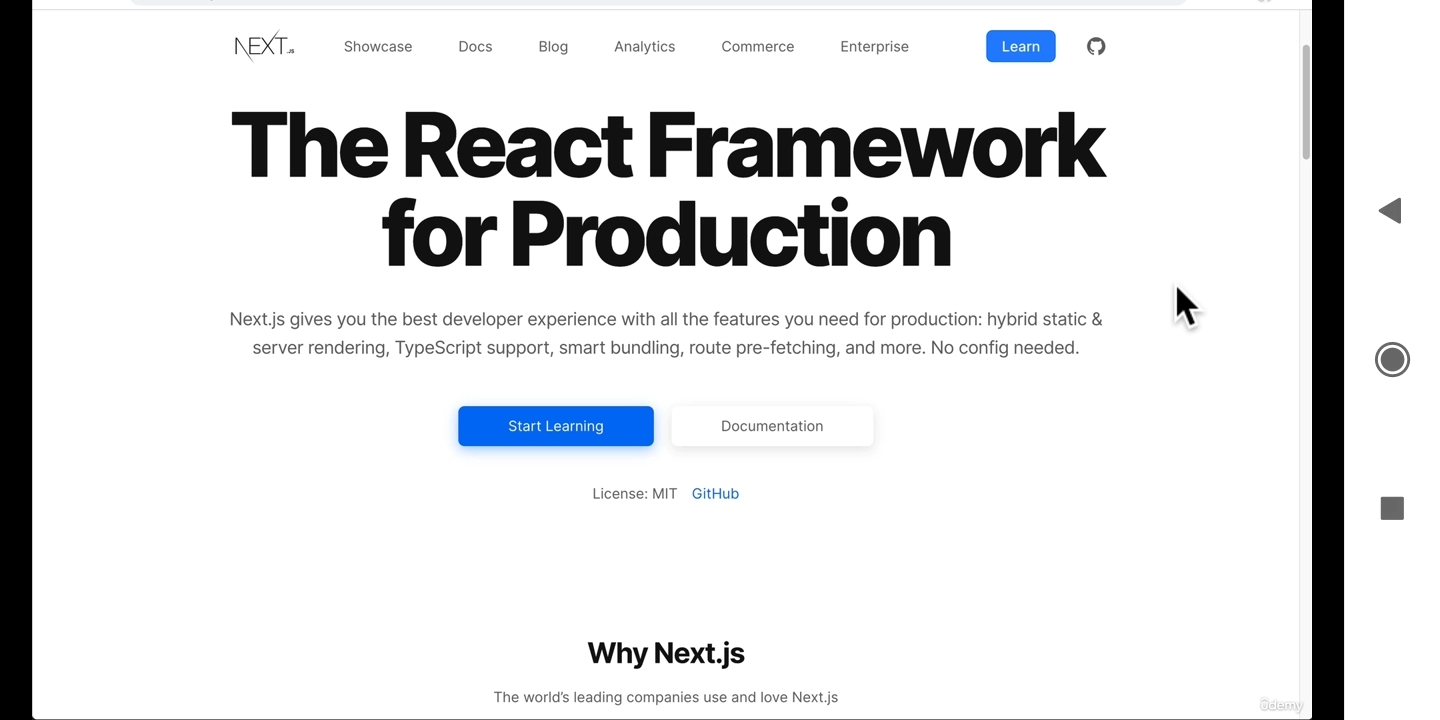 NEXT.JS Showcase Docs Blog Analytics Commerce Enterprise Learn
The React Framework
for Production
Next.js gives you the best developer experience with all the features you need for production: hybrid static &
server rendering, TypeScript support, smart bundling, route pre-fetching, and more. No config needed.
Start Learning Documentation
License: MIT GitHub
Why Next.js
The world's leading companies use and love Next.js
ûdemy